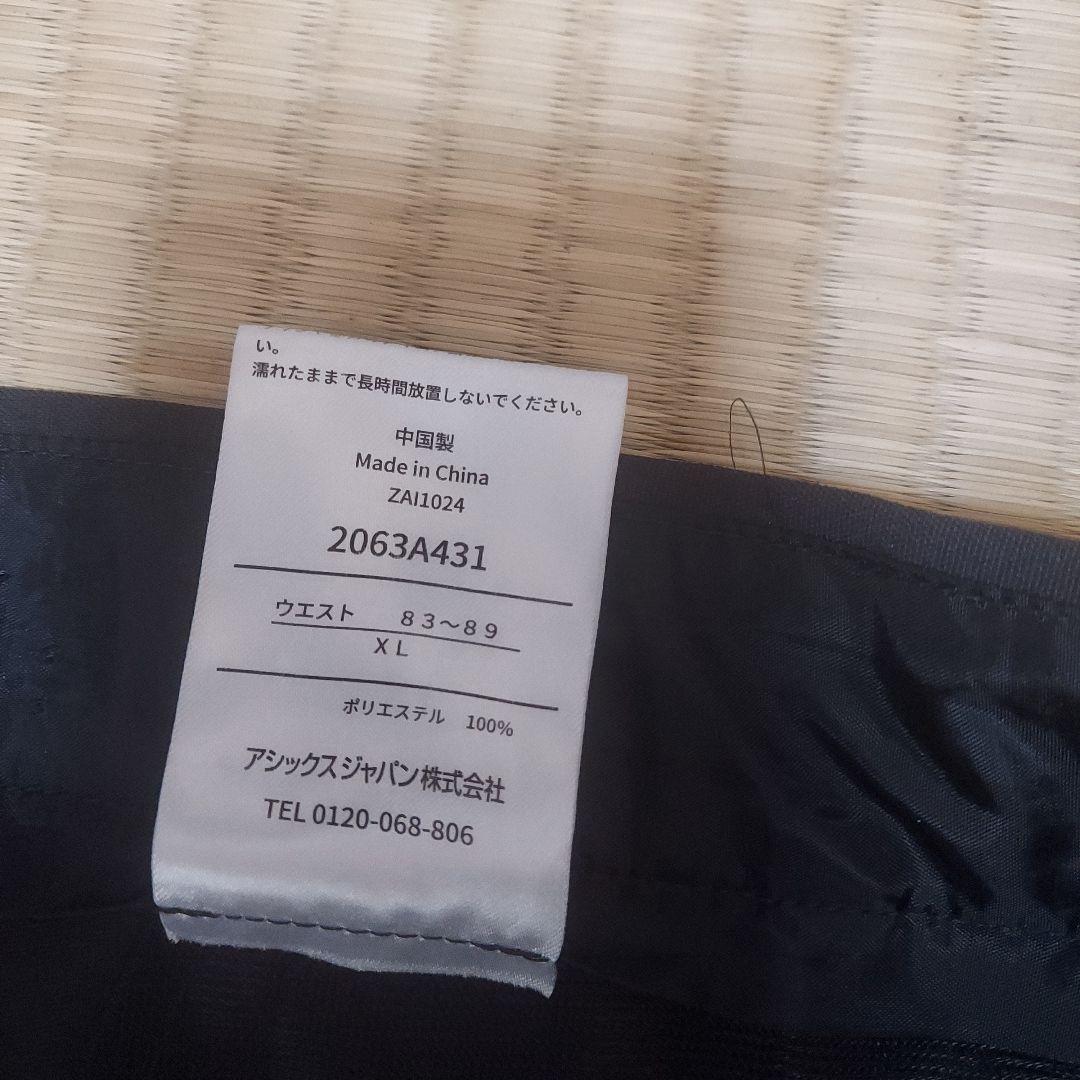 い。
濡れたままで長時間放置しないでください。
中国製
Made in China
ZAI1024
2063A431
ウエスト　８３～８９
ＸＬ
ポリエステル　100%
アシックスジャパン株式会社
TEL 0120-068-806